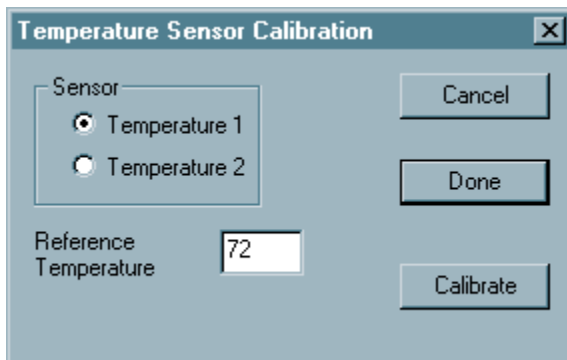 Temperature Sensor Calibration
Sensor
Temperature 1
Temperature 2
Reference
Temperature
72
Cancel
Done
Calibrate